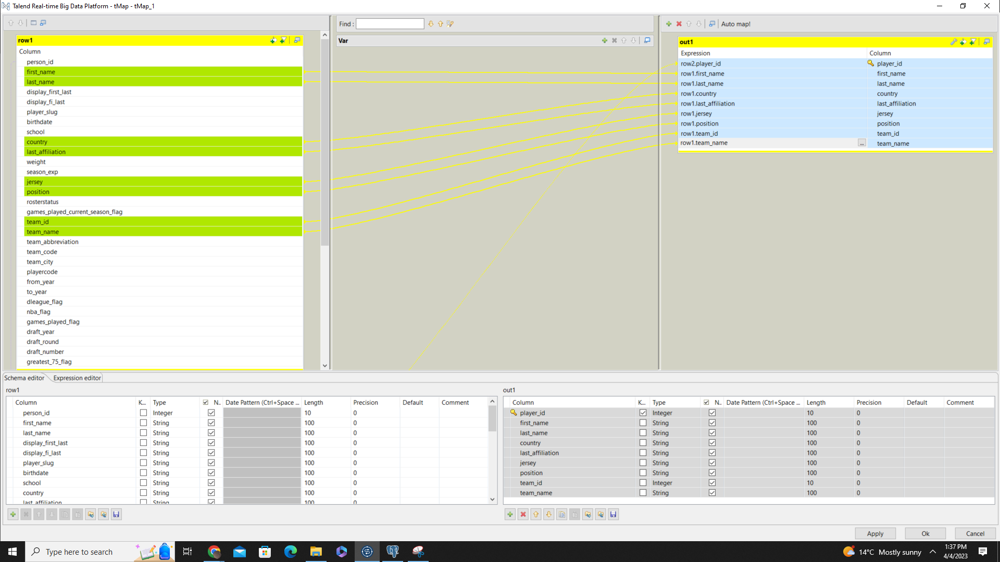 Talend Real-time Big Data Platform - tMap - tMap_1
Find :
Auto map!
row1
Column
person_id
first_name
last_name
display_first_last
display_fi_last
player_slug
birthdate
school
country
last_affiliation
weight
season_exp
jersey
position
rosterstatus
games_played_current_season_flag
team_id
team_name
team_abbreviation
team_code
team_city
playercode
from_year
to_year
dleague_flag
nba_flag
games_played_flag
draft_year
draft_round
draft_number
greatest_75_flag
Var
out1
Expression Column
row2.player_id player_id
row1.first_name first_name
row1.last_name last_name
row1.country country
row1.last_affiliation last_affiliation
row1.jersey jersey
row1.position position
row1.team_id team_id
row1.team_name ... team_name
Schema editor Expression editor
row1
Column K... Type N.. Date Pattern (Ctrl+Space ... Length Precision Default Comment
person_id Integer 10 0
first_name String 100 0
last_name String 100 0
display_first_last String 100 0
display_fi_last String 100 0
player_slug String 100 0
birthdate String 100 0
school String 100 0
country String 100 0
last_affiliation String 100 0
out1
Column K... Type N.. Date Pattern (Ctrl+Space ... Length Precision Default Comment
player_id Integer 10 0
first_name String 100 0
last_name String 100 0
country String 100 0
last_affiliation String 100 0
jersey String 100 0
position String 100 0
team_id Integer 10 0
team_name String 100 0
Apply Ok Cancel
Type here to search
14°C Mostly sunny
1:37 PM
4/4/2023